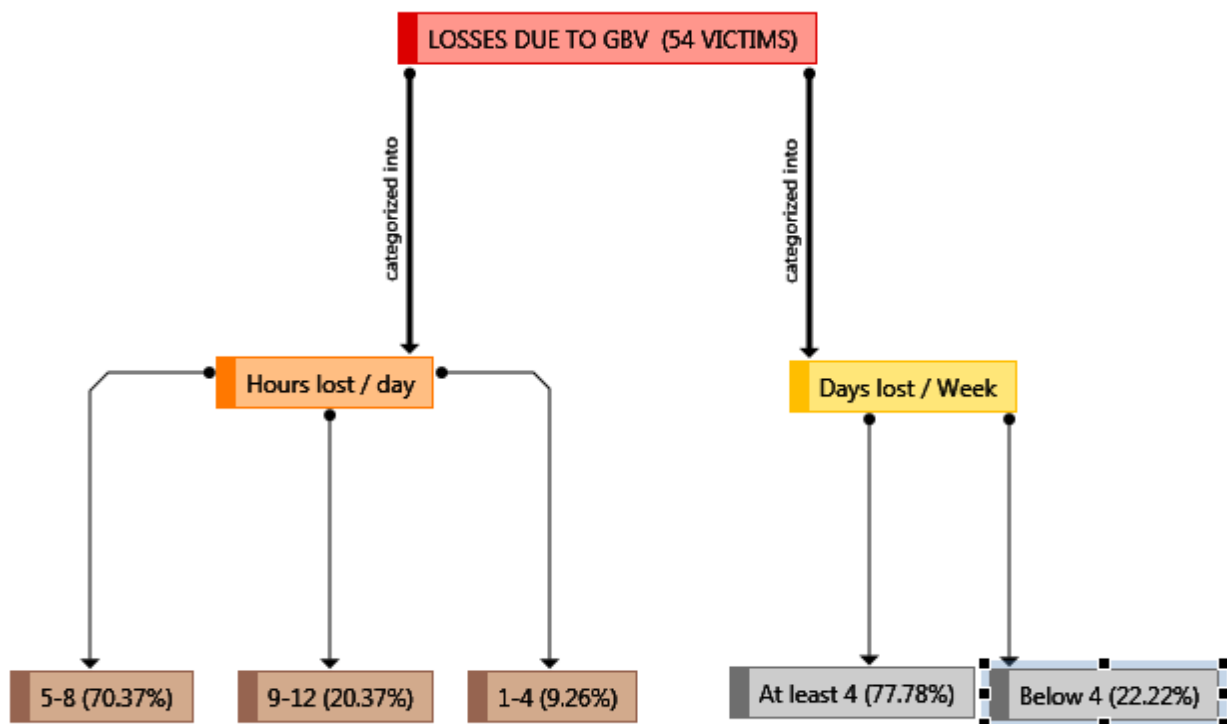 LOSSES DUE TO GBV (54 VICTIMS)
categorized into
categorized into
Hours lost / day
Days lost / Week
5-8 (70.37%)
9-12 (20.37%)
1-4 (9.26%)
At least 4 (77.78%)
Below 4 (22.22%)